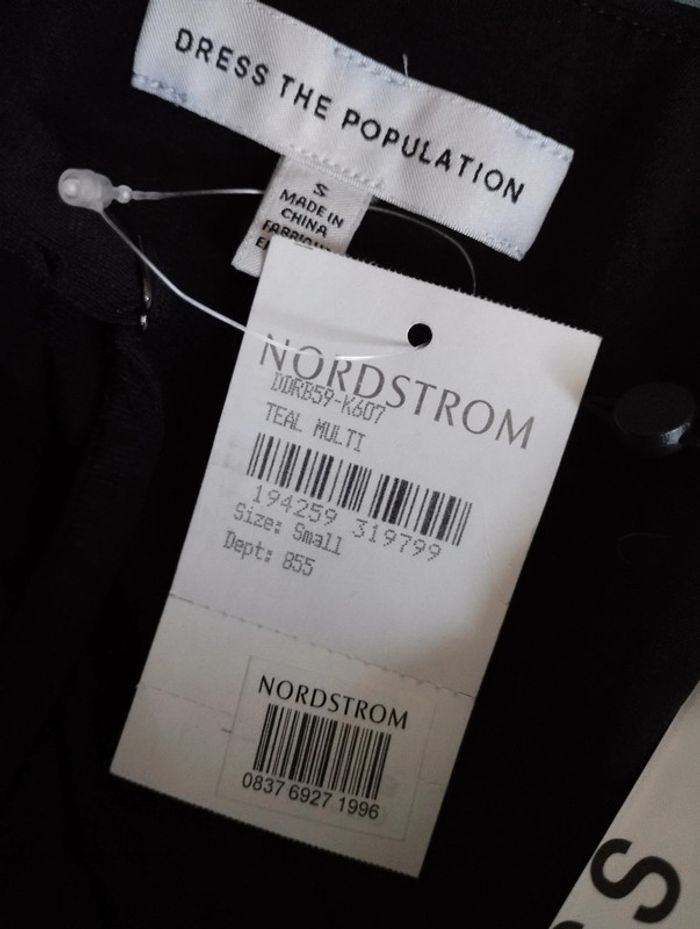 DRESS THE POPULATION
S
MADE IN
CHINA
NORDSTROM
DDRB59-K607
TEAL MULTI
194259 319799
Size: Small
Dept: 855
NORDSTROM
0837 6927 1996